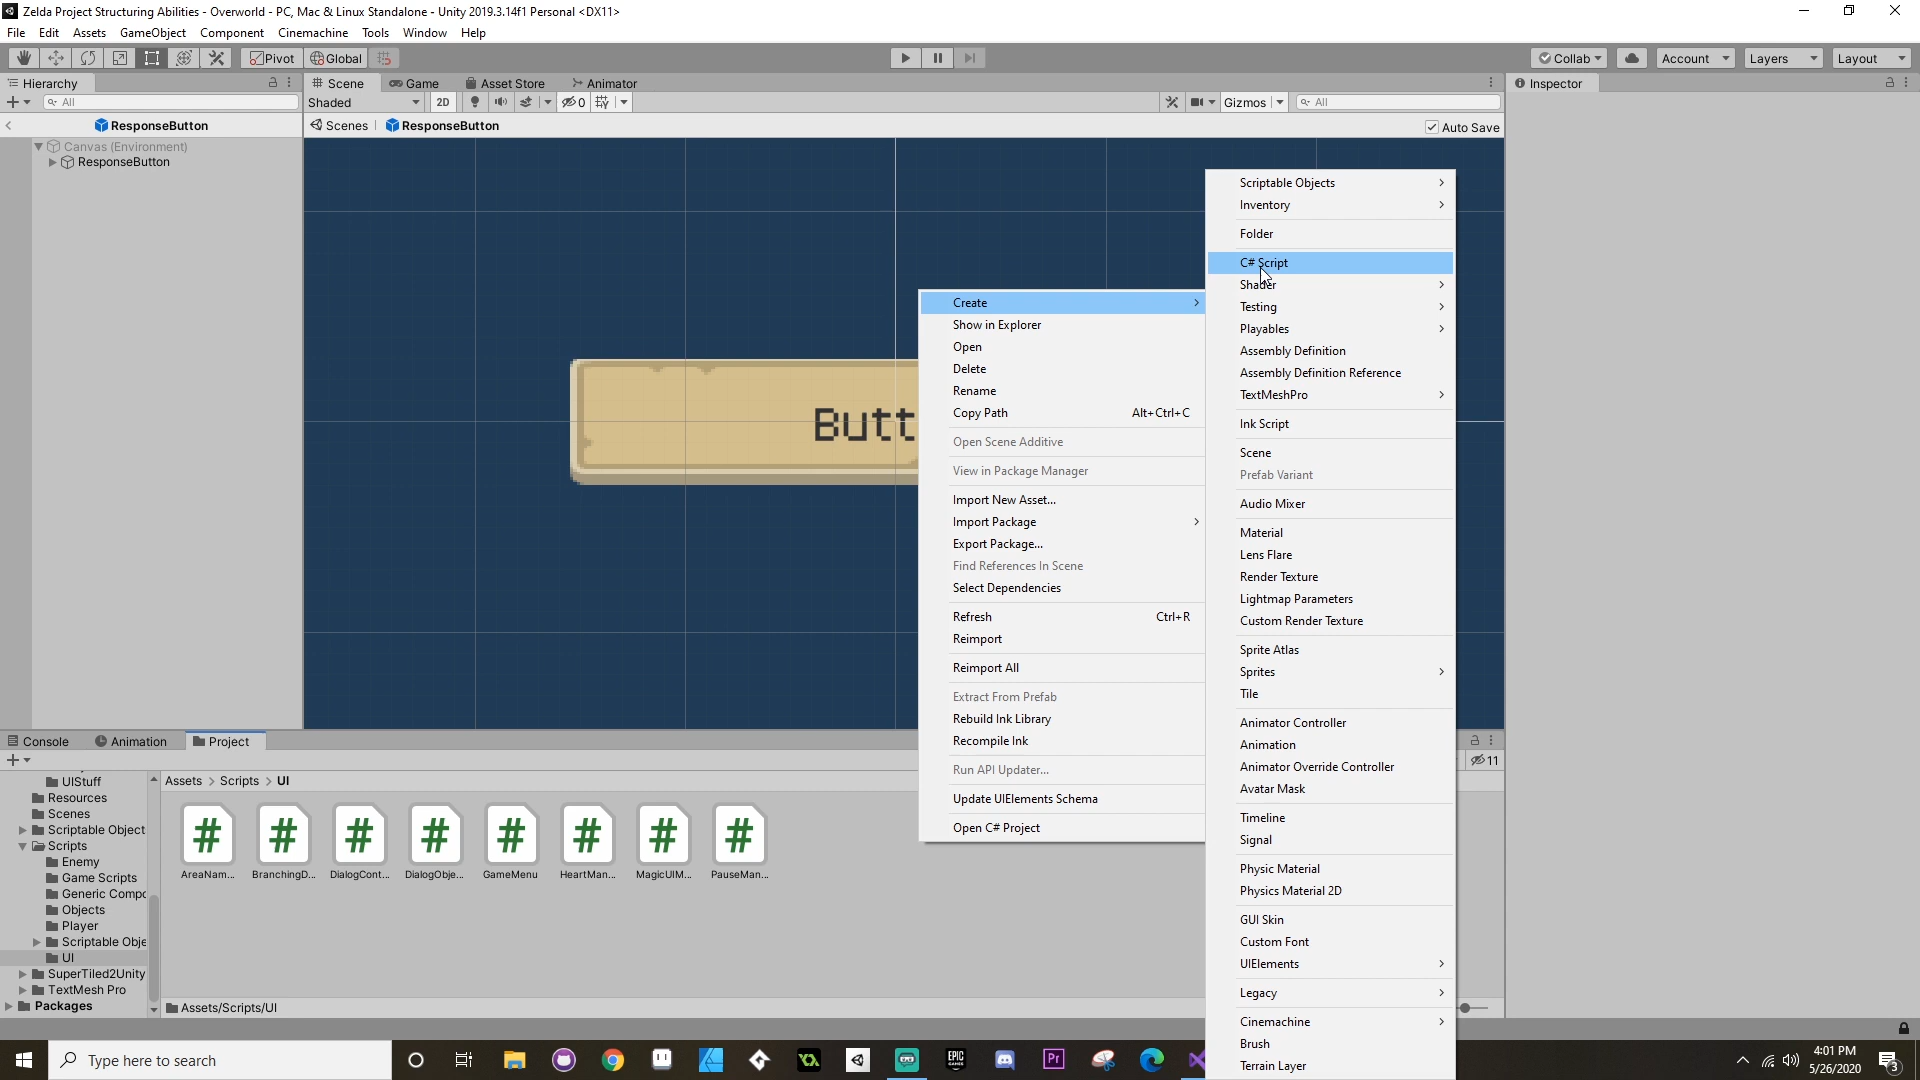 Zelda Project Structuring Abilities - Overworld - PC, Mac & Linux Standalone - Unity 2019.3.14f1 Personal <DX11>
File Edit Assets GameObject Component Cinemachine Tools Window Help
Pivot Global Collab Account Layers Layout
Hierarchy Scene Game Asset Store Animator Inspector
All Shaded 2D 0 Gizmos All
ResponseButton Scenes ResponseButton Auto Save
Canvas (Environment)
ResponseButton
Butt
Create
Show in Explorer
Open
Delete
Rename
Copy Path Alt+Ctrl+C
Open Scene Additive
View in Package Manager
Import New Asset...
Import Package
Export Package...
Find References In Scene
Select Dependencies
Refresh Ctrl+R
Reimport
Reimport All
Extract From Prefab
Rebuild Ink Library
Recompile Ink
Run API Updater...
Update UIElements Schema
Open C# Project
Scriptable Objects
Inventory
Folder
C# Script
Shader
Testing
Playables
Assembly Definition
Assembly Definition Reference
TextMeshPro
Ink Script
Scene
Prefab Variant
Audio Mixer
Material
Lens Flare
Render Texture
Lightmap Parameters
Custom Render Texture
Sprite Atlas
Sprites
Tile
Animator Controller
Animation
Animator Override Controller
Avatar Mask
Timeline
Signal
Physic Material
Physics Material 2D
GUI Skin
Custom Font
UIElements
Legacy
Cinemachine
Brush
Terrain Layer
Console Animation Project
11
UIStuff
Resources
Scenes
Scriptable Object
Scripts
Enemy
Game Scripts
Generic Compo
Objects
Player
Scriptable Obje
UI
SuperTiled2Unity
TextMesh Pro
Packages
Assets > Scripts > UI
AreaNam... BranchingD... DialogCont... DialogObje... GameMenu HeartMan... MagicUIM... PauseMan...
Assets/Scripts/UI
Type here to search
EPIC GAMES
Pr
4:01 PM
5/26/2020
3